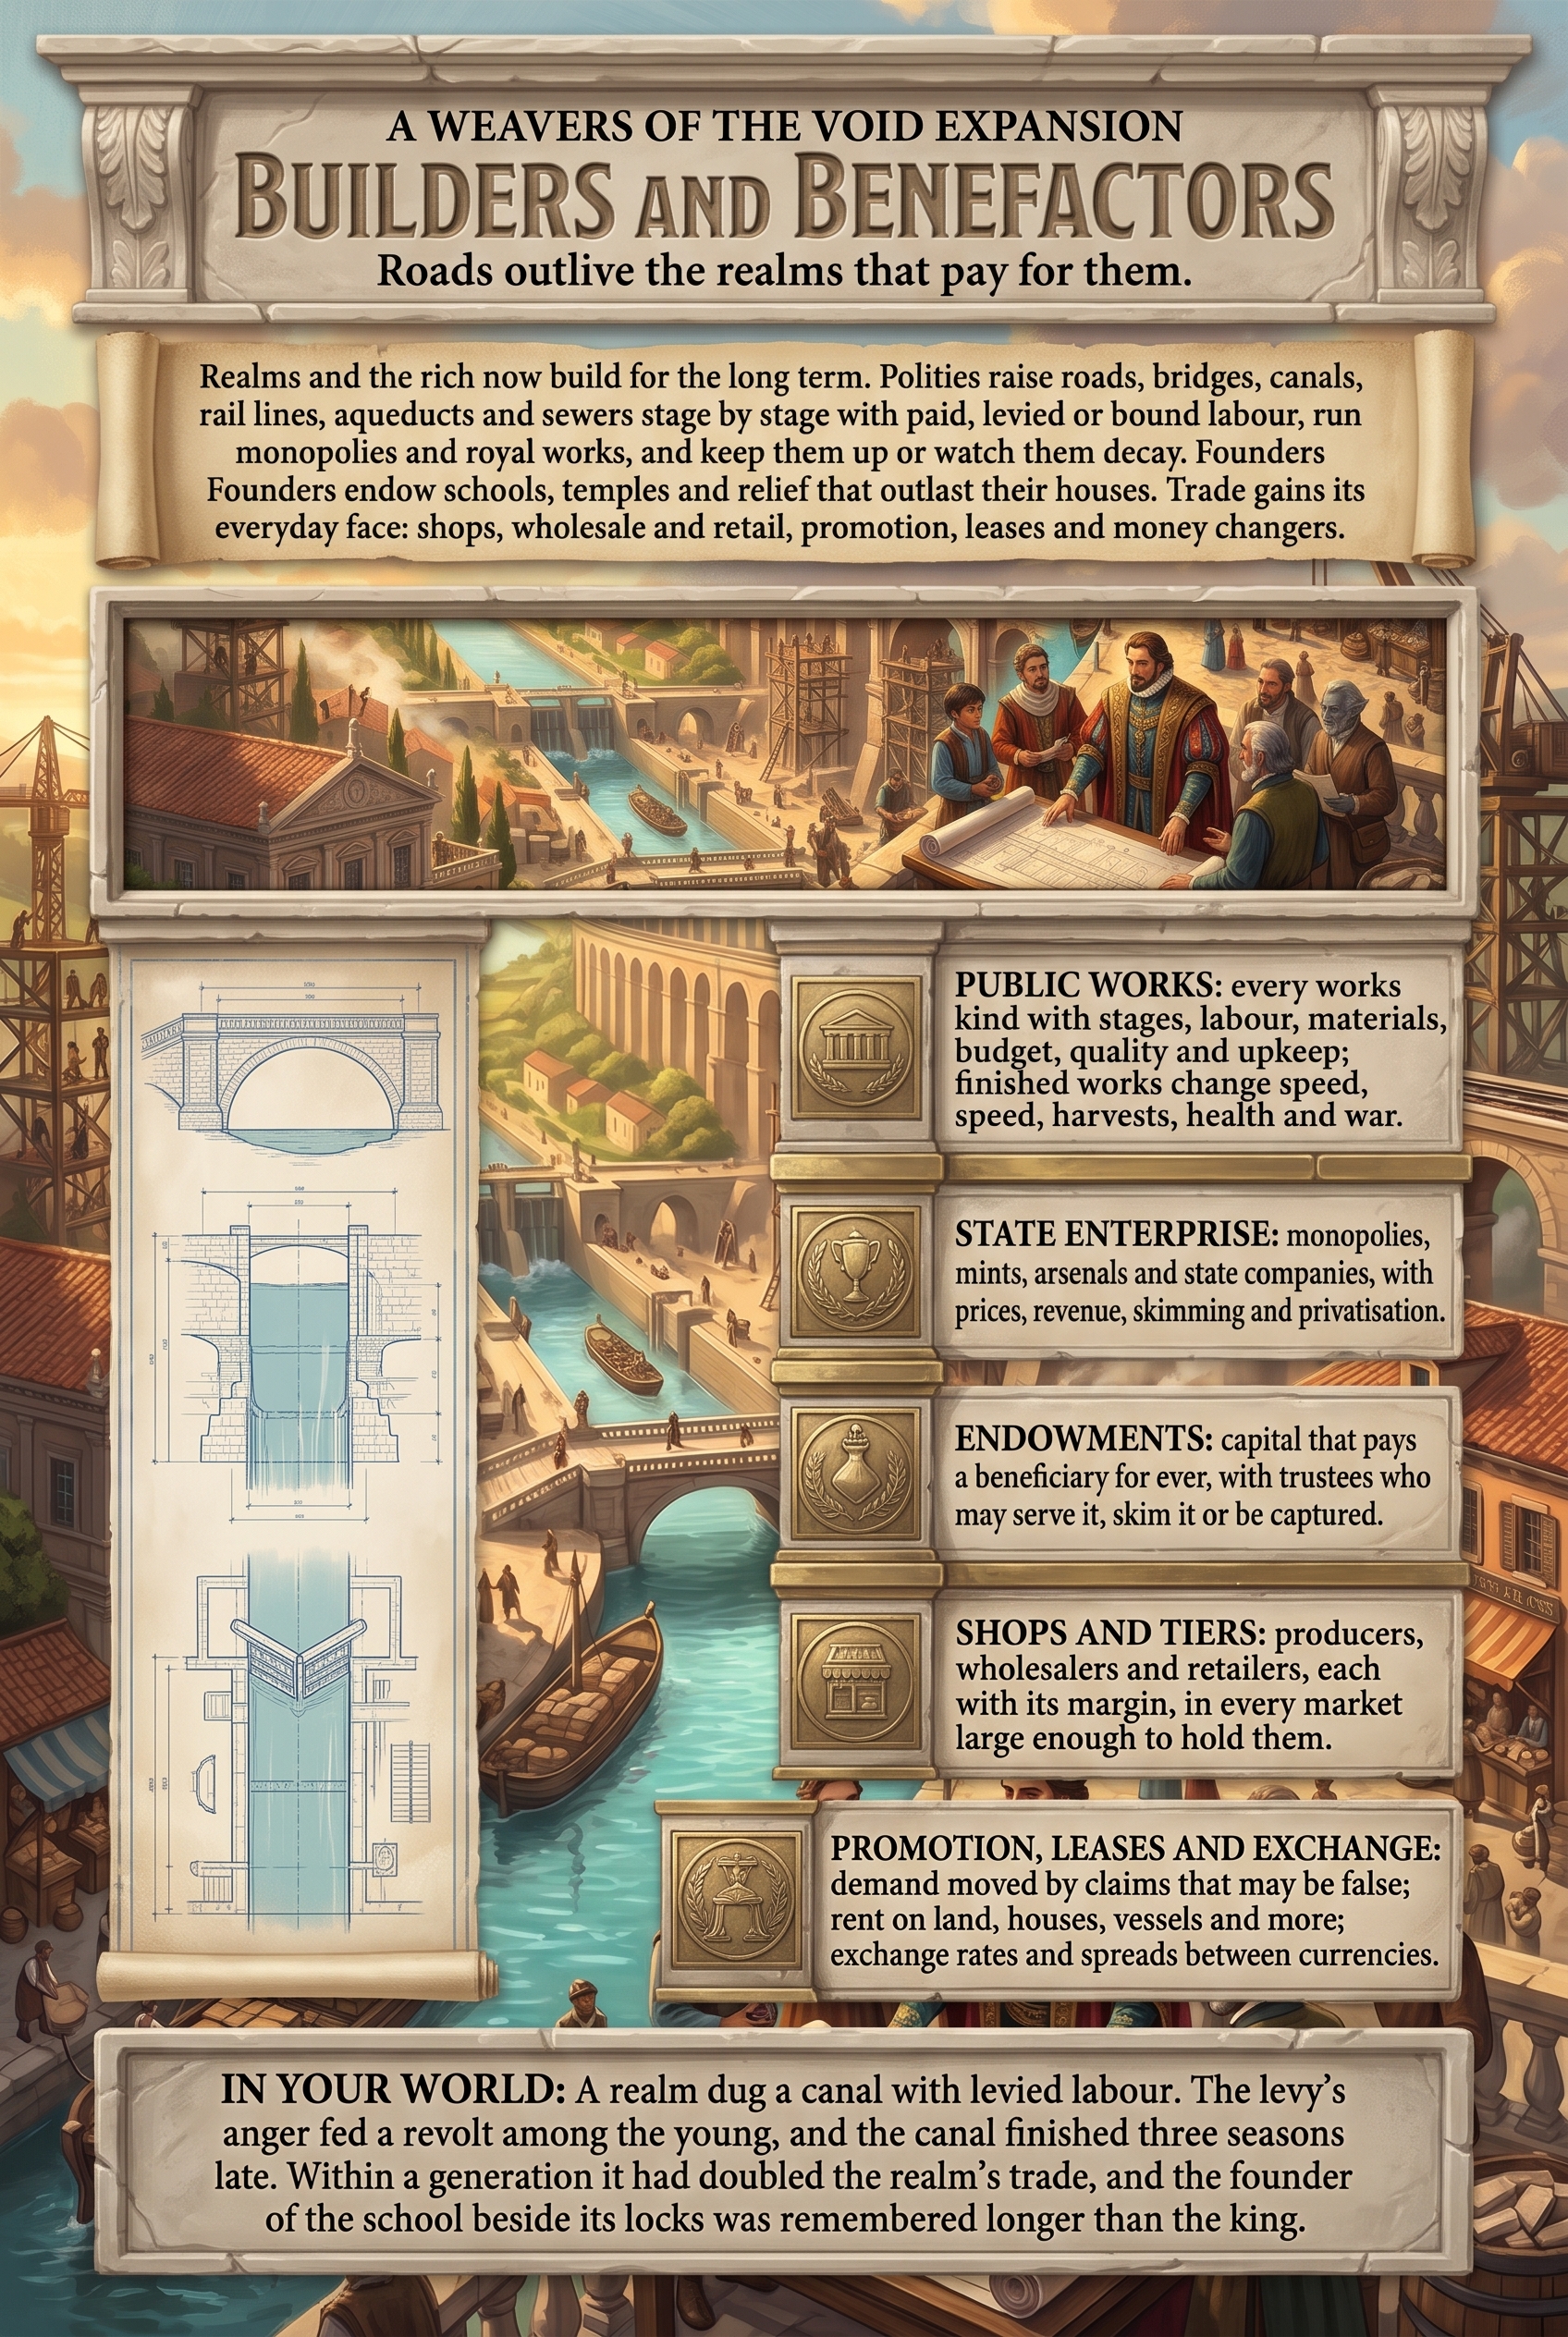 A WEAVERS OF THE VOID EXPANSION
BUILDERS AND BENEFACTORS
Roads outlive the realms that pay for them.
Realms and the rich now build for the long term. Polities raise roads, bridges, canals,
rail lines, aqueducts and sewers stage by stage with paid, levied or bound labour, run
monopolies and royal works, and keep them up or watch them decay. Founders
Founders endow schools, temples and relief that outlast their houses. Trade gains its
everyday face: shops, wholesale and retail, promotion, leases and money changers.
PUBLIC WORKS: every works
kind with stages, labour, materials,
budget, quality and upkeep;
finished works change speed,
speed, harvests, health and war.
STATE ENTERPRISE: monopolies,
mints, arsenals and state companies, with
prices, revenue, skimming and privatisation.
ENDOWMENTS: capital that pays
a beneficiary for ever, with trustees who
may serve it, skim it or be captured.
SHOPS AND TIERS: producers,
wholesalers and retailers, each
with its margin, in every market
large enough to hold them.
PROMOTION, LEASES AND EXCHANGE:
demand moved by claims that may be false;
rent on land, houses, vessels and more;
exchange rates and spreads between currencies.
IN YOUR WORLD: A realm dug a canal with levied labour. The levy's
anger fed a revolt among the young, and the canal finished three seasons
late. Within a generation it had doubled the realm's trade, and the founder
of the school beside its locks was remembered longer than the king.